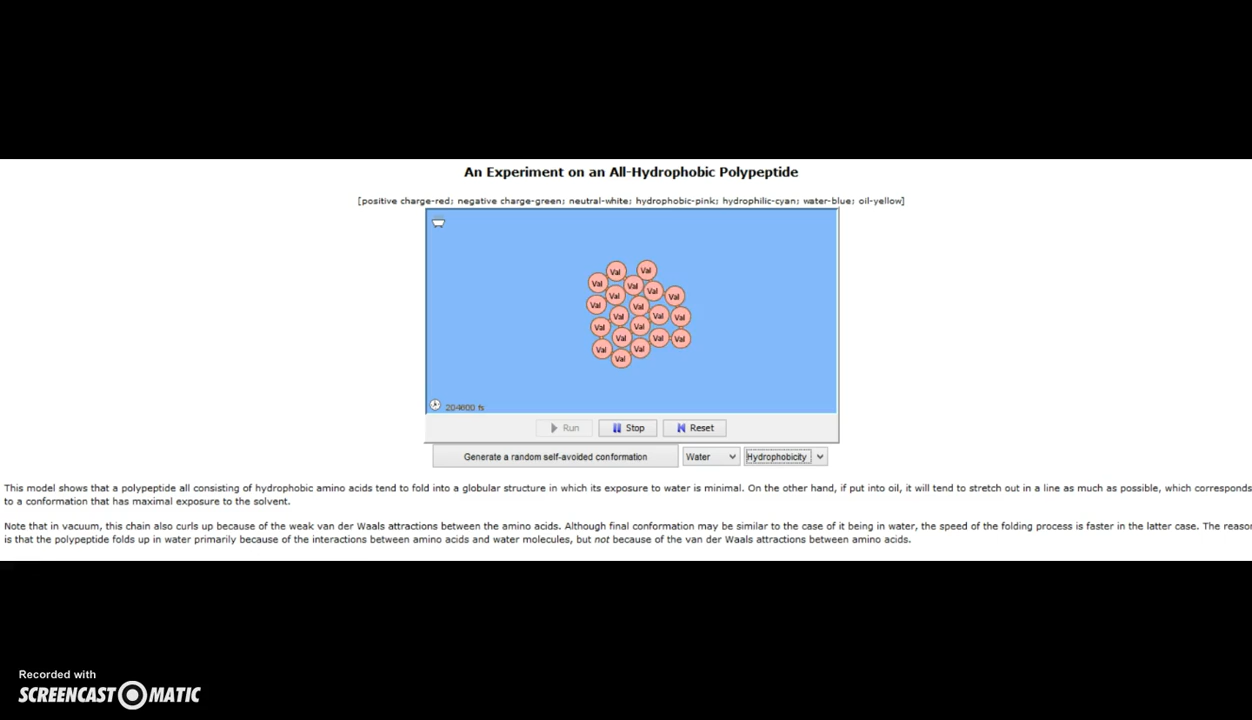 An Experiment on an All-Hydrophobic Polypeptide
[positive charge-red; negative charge-green; neutral-white; hydrophobic-pink; hydrophilic-cyan; water-blue; oil-yellow]
Val Val
Val Val
Val Val Val
Val Val
Val Val Val
Val Val
Val Val Val
Val Val
Val Val
Val
204600 fs
Run Stop Reset
Generate a random self-avoided conformation Water Hydrophobicity
This model shows that a polypeptide all consisting of hydrophobic amino acids tend to fold into a globular structure in which its exposure to water is minimal. On the other hand, if put into oil, it will tend to stretch out in a line as much as possible, which corresponds
to a conformation that has maximal exposure to the solvent.
Note that in vacuum, this chain also curls up because of the weak van der Waals attractions between the amino acids. Although final conformation may be similar to the case of it being in water, the speed of the folding process is faster in the latter case. The reason
is that the polypeptide folds up in water primarily because of the interactions between amino acids and water molecules, but not because of the van der Waals attractions between amino acids.
Recorded with
SCREENCAST MATIC